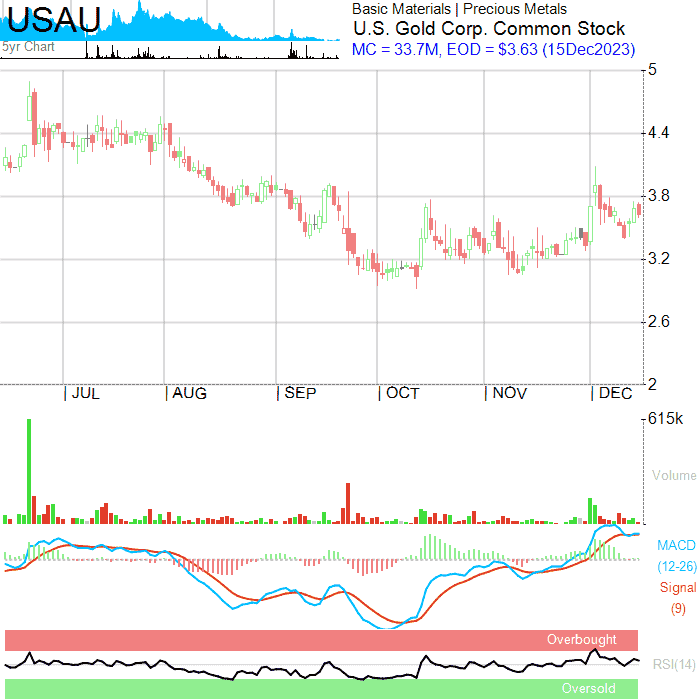 USAU
5yr Chart
Basic Materials | Precious Metals
U.S. Gold Corp. Common Stock
MC = 33.7M, EOD = $3.63 (15Dec2023)
5
4.4
3.8
3.2
2.6
2
| JUL | AUG | SEP | OCT | NOV | DEC
615k
Volume
MACD
(12-26)
Signal
(9)
Overbought
RSI(14)
Oversold